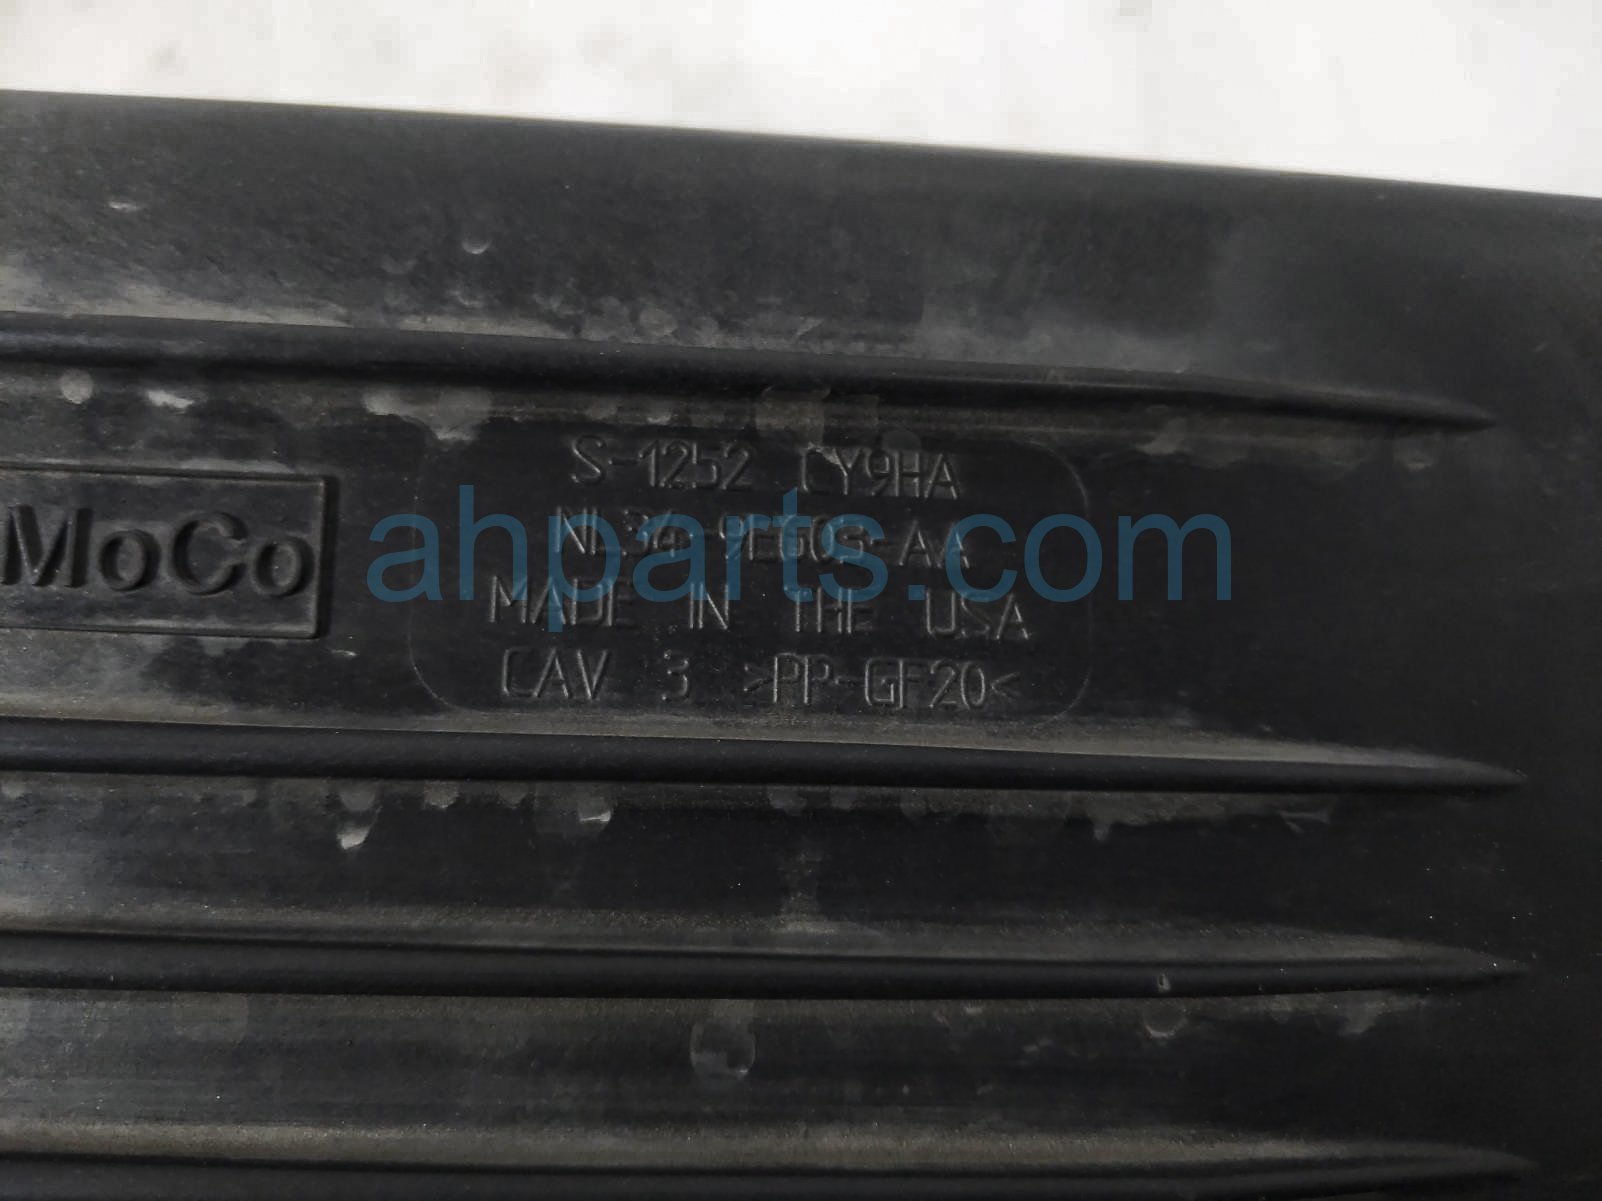 S-1252 CY9HA
MoCo
ahparts.com
MADE IN THE USA
CAV 3 >PP-GF20<